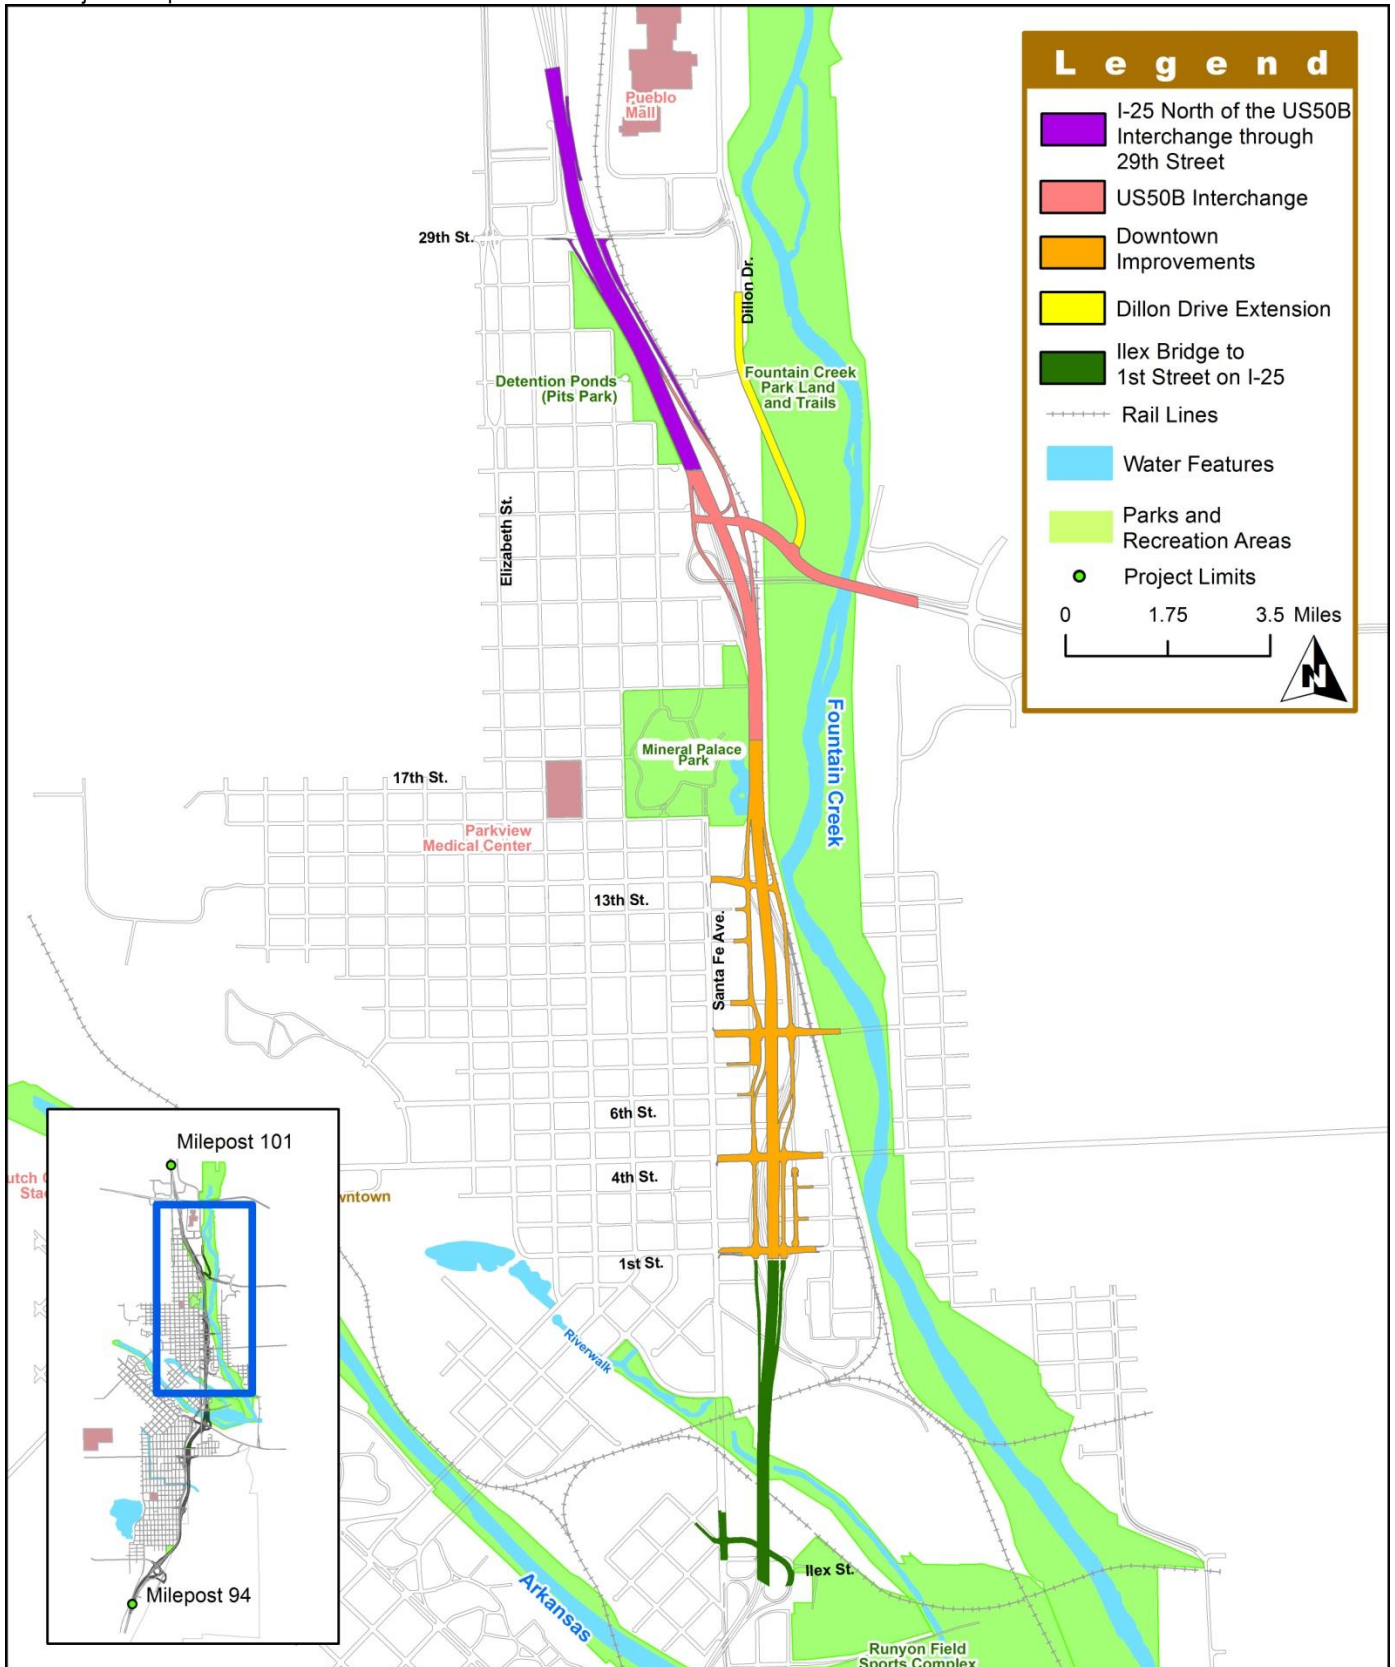 L e g e n d
I-25 North of the US50B
Interchange through
29th Street
US50B Interchange
Downtown
Improvements
Dillon Drive Extension
Ilex Bridge to
1st Street on I-25
Rail Lines
Water Features
Parks and
Recreation Areas
Project Limits
0 1.75 3.5 Miles
N
Pueblo
Mall
29th St.
Dillon Dr.
Fountain Creek
Park Land
and Trails
Detention Ponds
(Pits Park)
Elizabeth St.
Fountain Creek
Mineral Palace
Park
17th St.
Parkview
Medical Center
13th St.
Santa Fe Ave.
6th St.
4th St.
1st St.
Riverwalk
Ilex St.
Arkansas
Runyon Field
Sports Complex
Milepost 101
Milepost 94